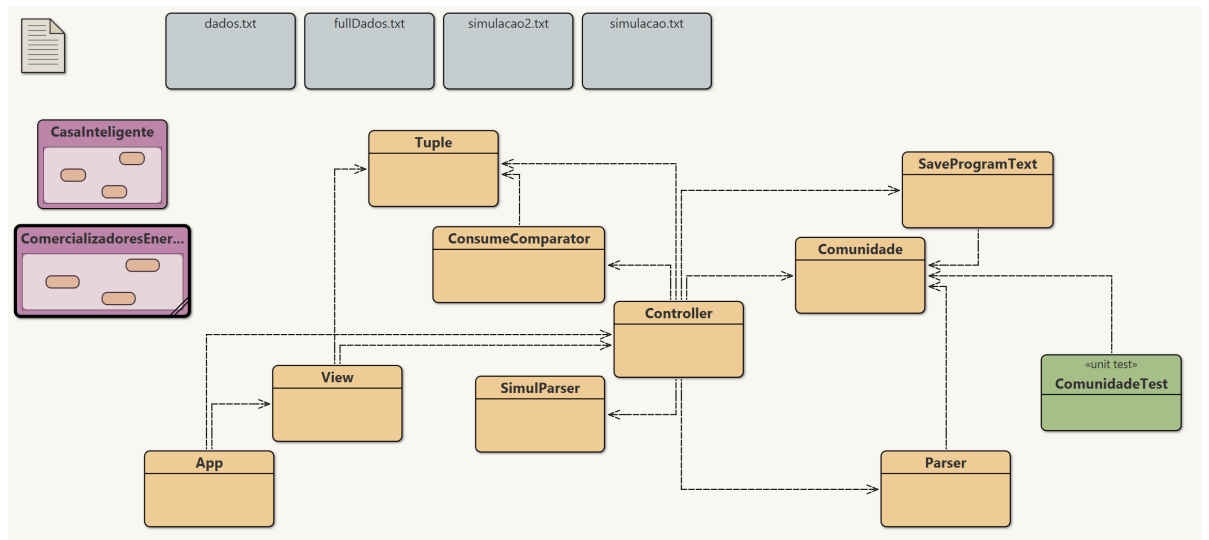 dados.txt
fullDados.txt
simulacao2.txt
simulacao.txt
CasaInteligente
Tuple
SaveProgramText
ComercializadoresEner...
ConsumeComparator
Comunidade
Controller
«unit test»
ComunidadeTest
View
SimulParser
App
Parser